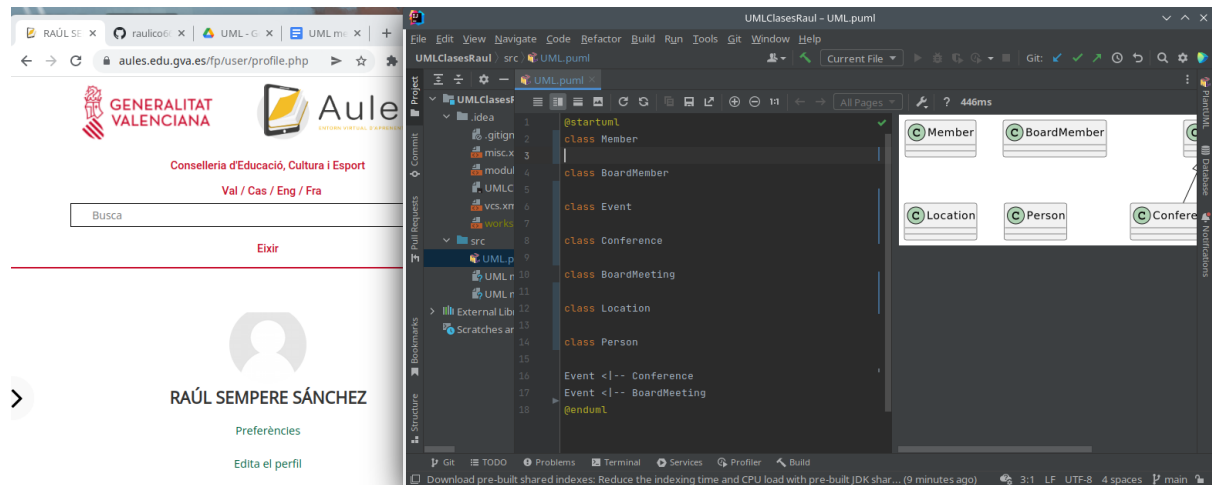 RAÚL SE
raulico6
UML - G
UML me
aules.edu.gva.es/fp/user/profile.php
GENERALITAT
VALENCIANA
Aule
Conselleria d'Educació, Cultura i Esport
Val / Cas / Eng / Fra
Busca
Eixir
RAÚL SEMPERE SÁNCHEZ
Preferències
Edita el perfil
UMLClasesRaul – UML.puml
File Edit View Navigate Code Refactor Build Run Tools Git Window Help
UMLClasesRaul src UML.puml
Current File
Git:
Project
Commit
Pull Requests
Bookmarks
Structure
UMLClasesR
.idea
.gitign
misc.x
modul
UMLC
vcs.xm
works
src
UML.p
UML m
UML m
External Libr
Scratches ar
UML.puml
1:1
All Pages
? 446ms
1 @startuml
2 class Member
3
4 class BoardMember
5
6 class Event
7
8 class Conference
9
10 class BoardMeeting
11
12 class Location
13
14 class Person
15
16 Event <|-- Conference
17 Event <|-- BoardMeeting
18 @enduml
C Member
C BoardMember
C
C Location
C Person
C Confere
PlantUML
Database
Notifications
Git TODO Problems Terminal Services Profiler Build
Download pre-built shared indexes: Reduce the indexing time and CPU load with pre-built JDK shar... (9 minutes ago) 3:1 LF UTF-8 4 spaces main